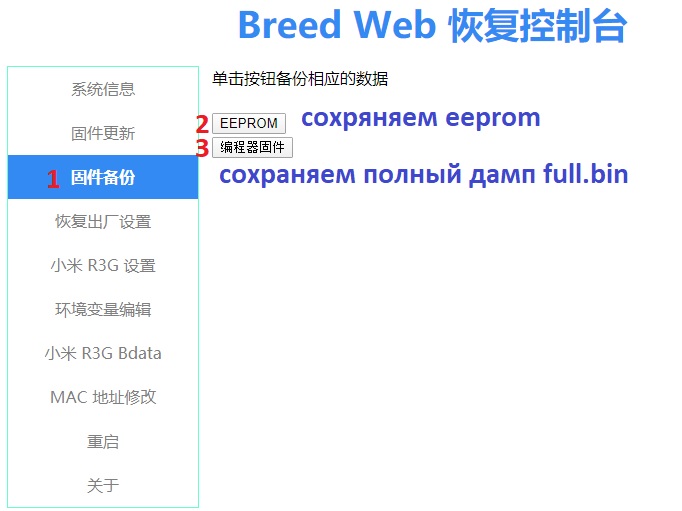 Breed Web 恢复控制台
系统信息
固件更新
1 固件备份
恢复出厂设置
小米 R3G 设置
环境变量编辑
小米 R3G Bdata
MAC 地址修改
重启
关于
单击按钮备份相应的数据
2 EEPROM сохряняем eeprom
3 编程器固件
сохраняем полный дамп full.bin